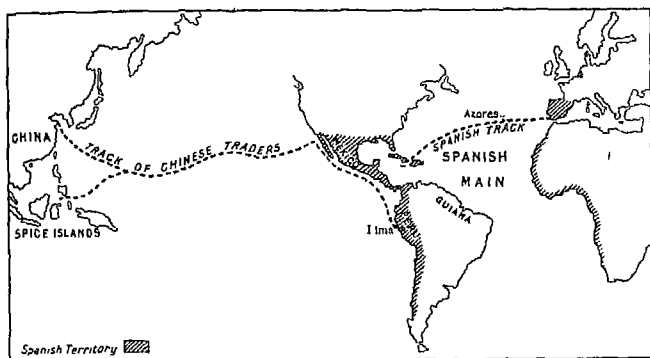 Azores
CHINA
TRACK OF CHINESE TRADERS
SPANISH TRACK
SPANISH
MAIN
GUIANA
SPICE ISLANDS
Lima
Spanish Territory